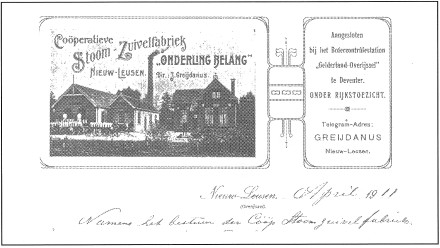 Coöperatieve
Stoom-Zuivelfabriek
"ONDERLING BELANG"
NIEUW-LEUSEN.
Dir. J. Greijdanus.
Aangesloten
bij het Botercontrôlestation
„Gelderland-Overijssel"
te Deventer.
ONDER RIJKSTOEZICHT.
Telegram-Adres:
GREIJDANUS
Nieuw-Leusen.
Nieuw-Leusen, April 1911
(Overijssel)
Namens het bestuur der Coöp. Stoomzuivelfabriek